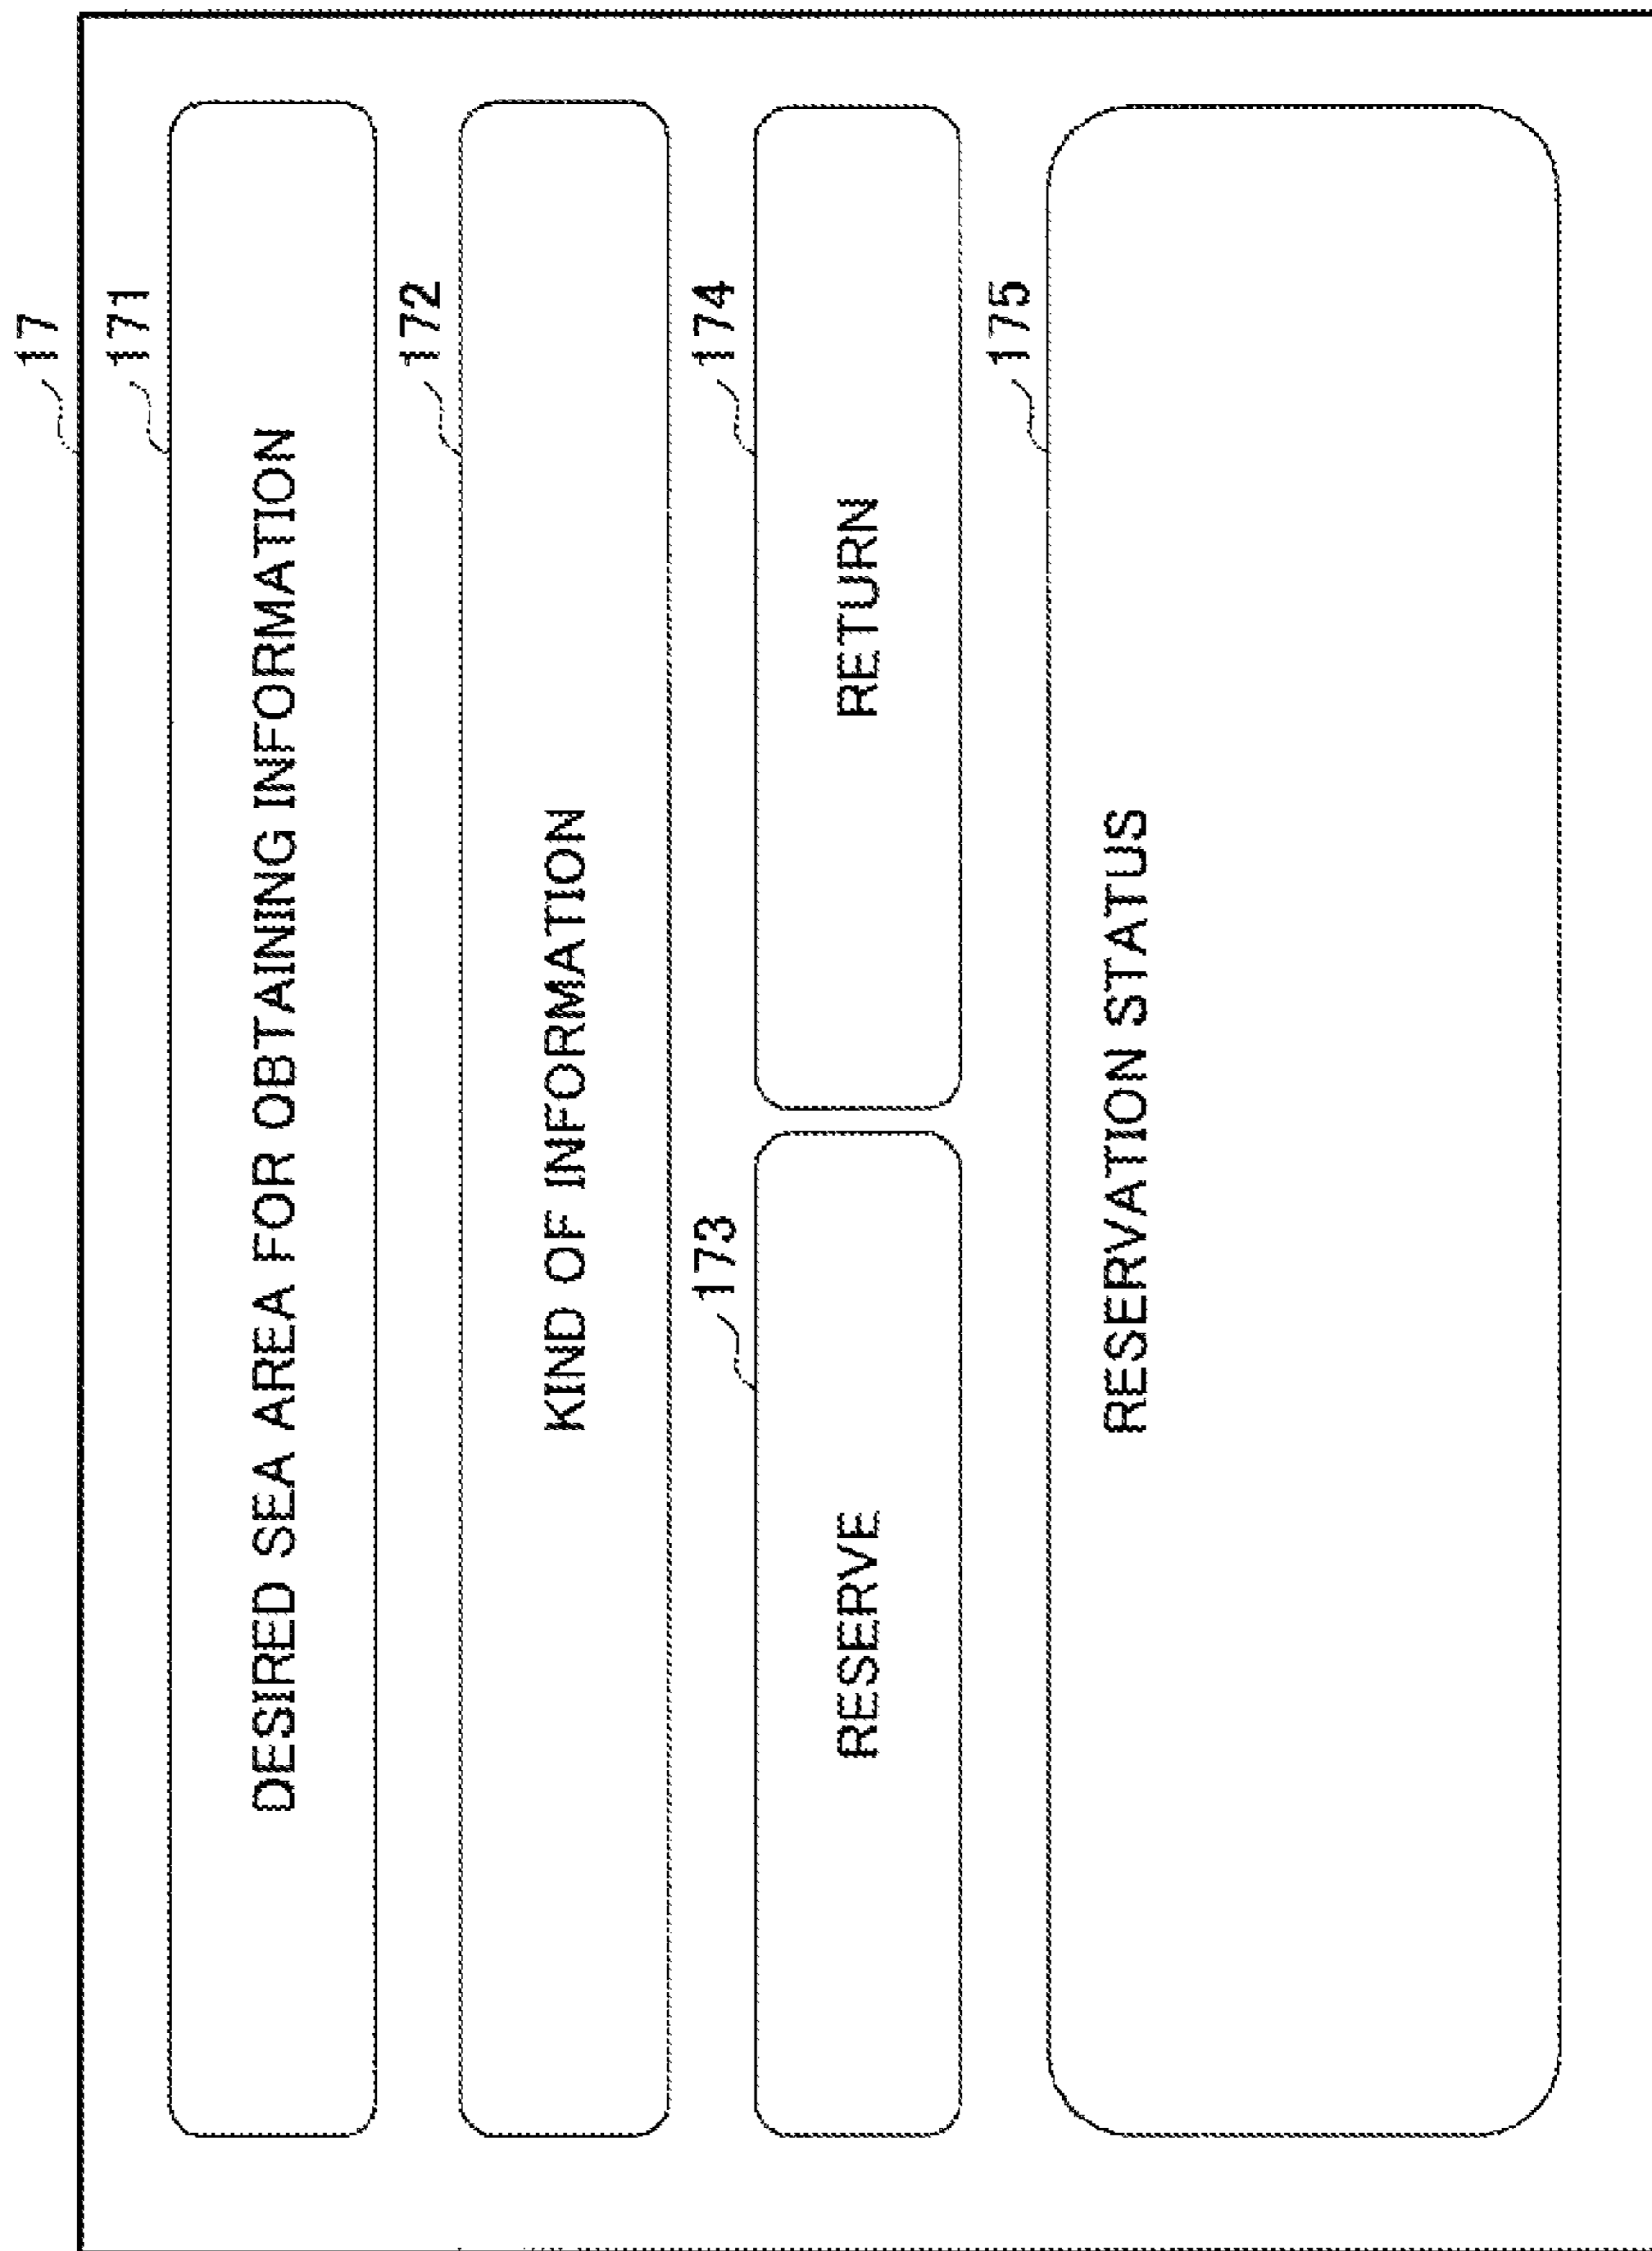 17
171
DESIRED SEA AREA FOR OBTAINING INFORMATION
172
KIND OF INFORMATION
173
RESERVE
174
RETURN
175
RESERVATION STATUS